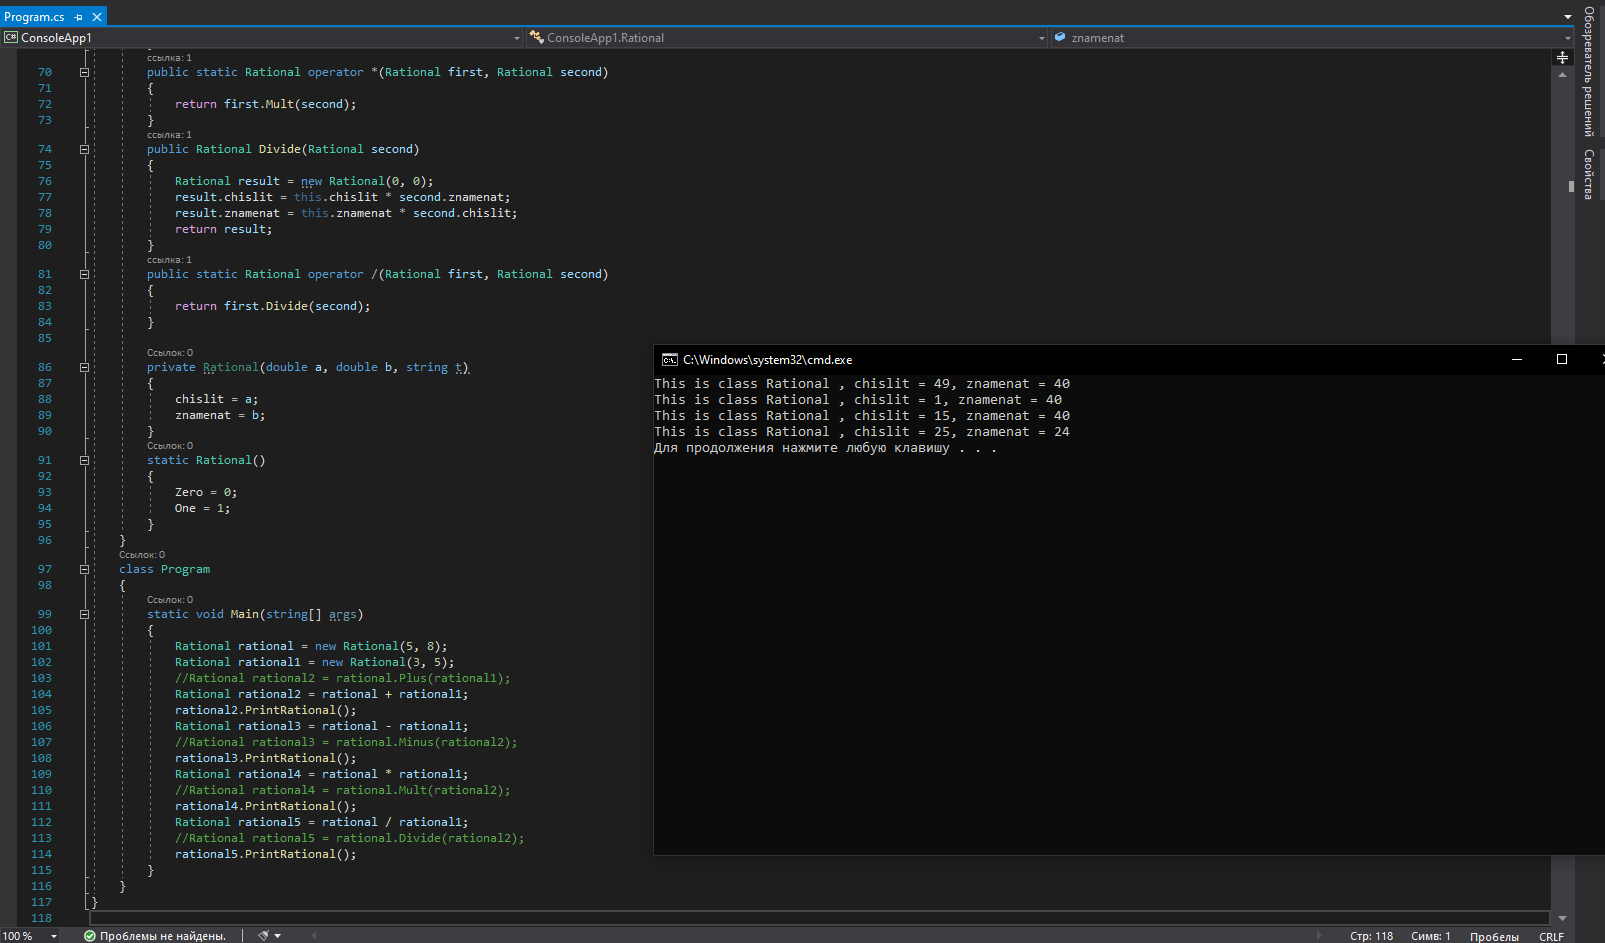 Program.cs
ConsoleApp1
ConsoleApp1.Rational
znamenat
Обозреватель решений
Свойства
ссылка: 1
70 public static Rational operator *(Rational first, Rational second)
71 {
72 return first.Mult(second);
73 }
ссылка: 1
74 public Rational Divide(Rational second)
75 {
76 Rational result = new Rational(0, 0);
77 result.chislit = this.chislit * second.znamenat;
78 result.znamenat = this.znamenat * second.chislit;
79 return result;
80 }
ссылка: 1
81 public static Rational operator /(Rational first, Rational second)
82 {
83 return first.Divide(second);
84 }
85
Ссылок: 0
86 private Rational(double a, double b, string t)
87 {
88 chislit = a;
89 znamenat = b;
90 }
Ссылок: 0
91 static Rational()
92 {
93 Zero = 0;
94 One = 1;
95 }
96 }
Ссылок: 0
97 class Program
98 {
Ссылок: 0
99 static void Main(string[] args)
100 {
101 Rational rational = new Rational(5, 8);
102 Rational rational1 = new Rational(3, 5);
103 //Rational rational2 = rational.Plus(rational1);
104 Rational rational2 = rational + rational1;
105 rational2.PrintRational();
106 Rational rational3 = rational - rational1;
107 //Rational rational3 = rational.Minus(rational2);
108 rational3.PrintRational();
109 Rational rational4 = rational * rational1;
110 //Rational rational4 = rational.Mult(rational2);
111 rational4.PrintRational();
112 Rational rational5 = rational / rational1;
113 //Rational rational5 = rational.Divide(rational2);
114 rational5.PrintRational();
115 }
116 }
117 }
118
C:\Windows\system32\cmd.exe
This is class Rational , chislit = 49, znamenat = 40
This is class Rational , chislit = 1, znamenat = 40
This is class Rational , chislit = 15, znamenat = 40
This is class Rational , chislit = 25, znamenat = 24
Для продолжения нажмите любую клавишу . . .
100 %
Проблемы не найдены.
Стр: 118 Симв: 1 Пробелы CRLF